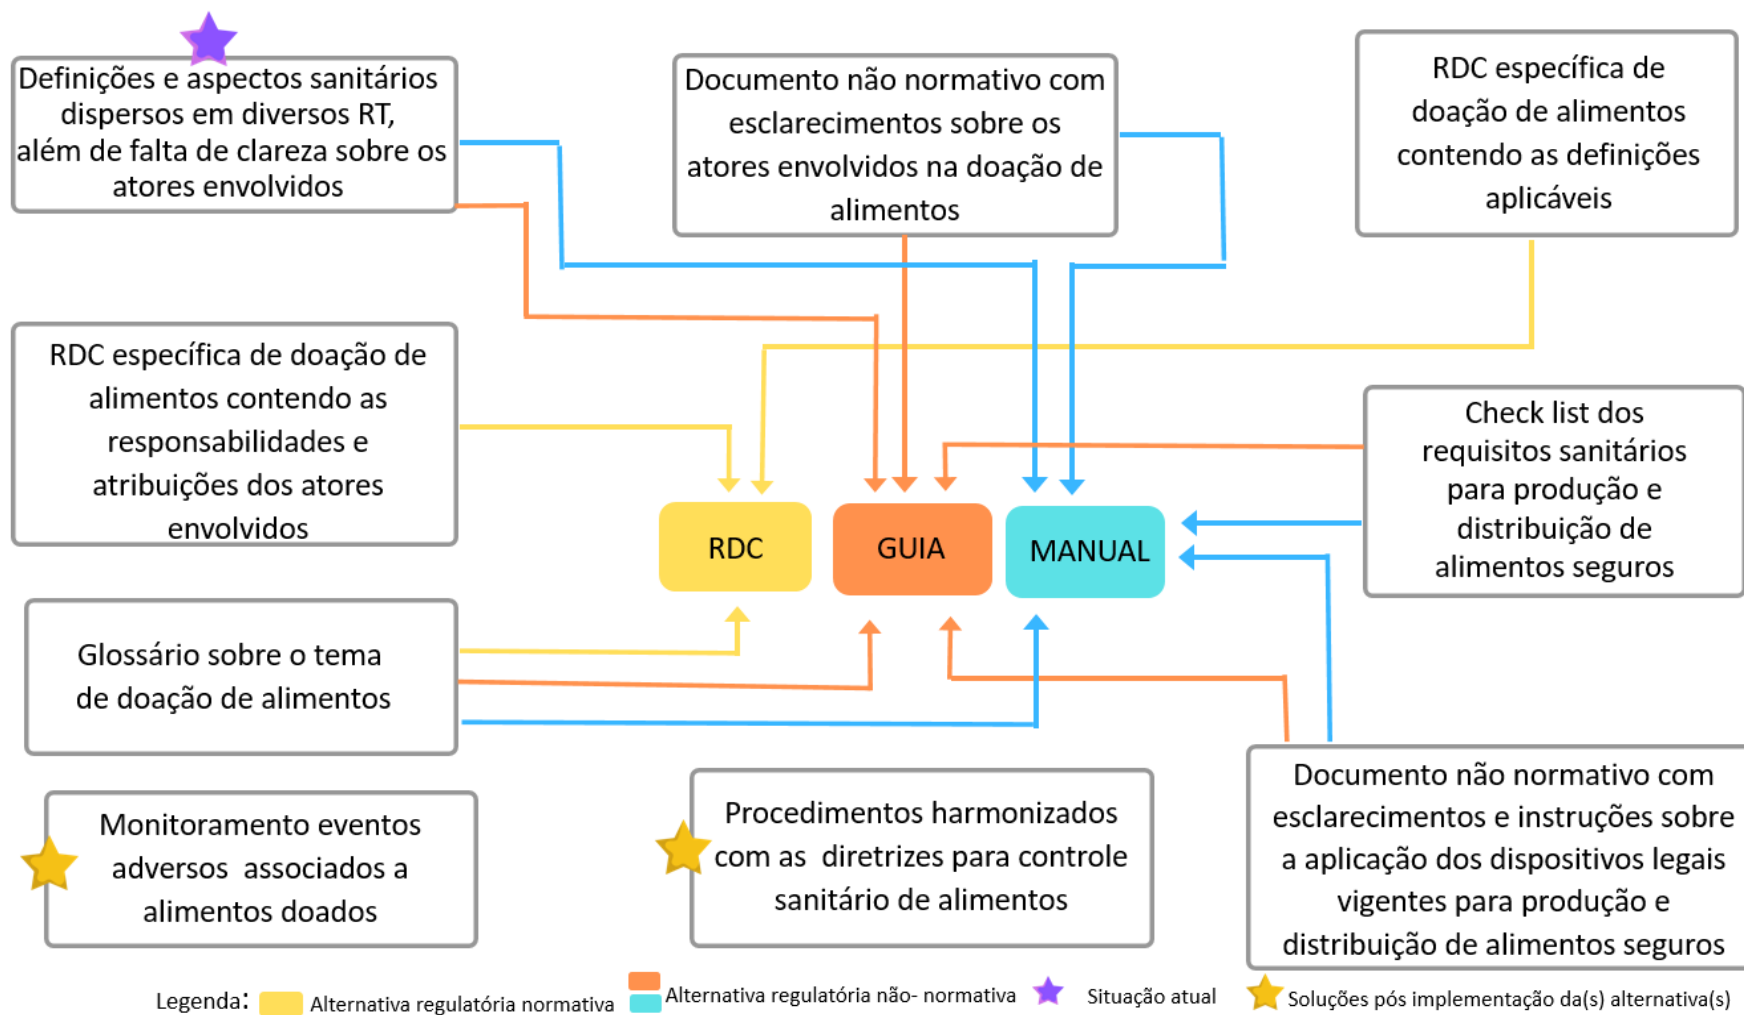 Definições e aspectos sanitários
dispersos em diversos RT,
além de falta de clareza sobre os
atores envolvidos
Documento não normativo com
esclarecimentos sobre os
atores envolvidos na doação de
alimentos
RDC específica de
doação de alimentos
contendo as definições
aplicáveis
RDC específica de doação de
alimentos contendo as
responsabilidades e
atribuições dos atores
envolvidos
Check list dos
requisitos sanitários
para produção e
distribuição de
alimentos seguros
RDC
GUIA
MANUAL
Glossário sobre o tema
de doação de alimentos
Monitoramento eventos
adversos associados a
alimentos doados
Procedimentos harmonizados
com as diretrizes para controle
sanitário de alimentos
Documento não normativo com
esclarecimentos e instruções sobre
a aplicação dos dispositivos legais
vigentes para produção e
distribuição de alimentos seguros
Legenda: Alternativa regulatória normativa
Alternativa regulatória não- normativa
Situação atual
Soluções pós implementação da(s) alternativa(s)